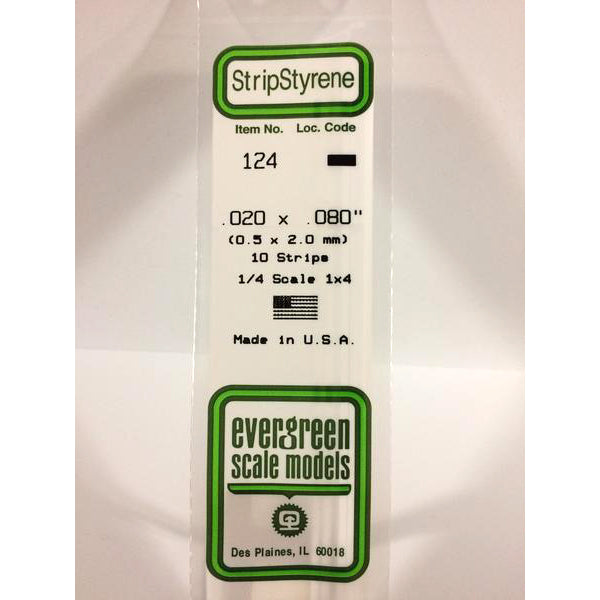 StripStyrene
Item No. Loc. Code
124
.020 x .080"
(0.5 x 2.0 mm)
10 Strips
1/4 Scale 1x4
Made in U.S.A.
evergreen
scale models
Des Plaines, IL 60018